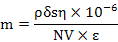 m = ρδsη × 10⁻⁶ / NV × ε